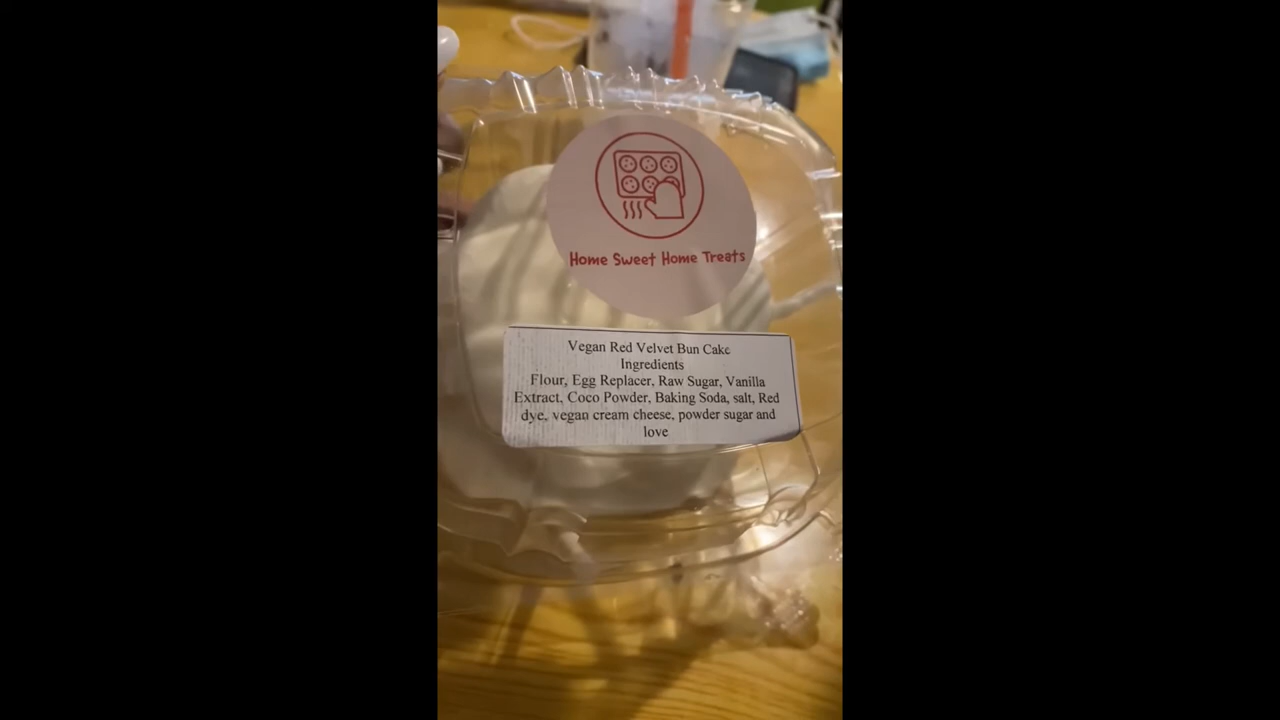 Home Sweet Home Treats
Vegan Red Velvet Bun Cake
Ingredients
Flour, Egg Replacer, Raw Sugar, Vanilla
Extract, Coco Powder, Baking Soda, salt, Red
dye, vegan cream cheese, powder sugar and
love